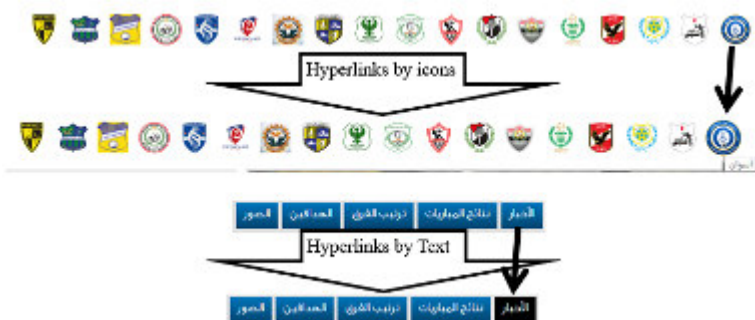 Hyperlinks by icons
الأخبار نتائج المباريات ترتيب الفرق الهدافين الصور
Hyperlinks by Text
الأخبار نتائج المباريات ترتيب الفرق الهدافين الصور